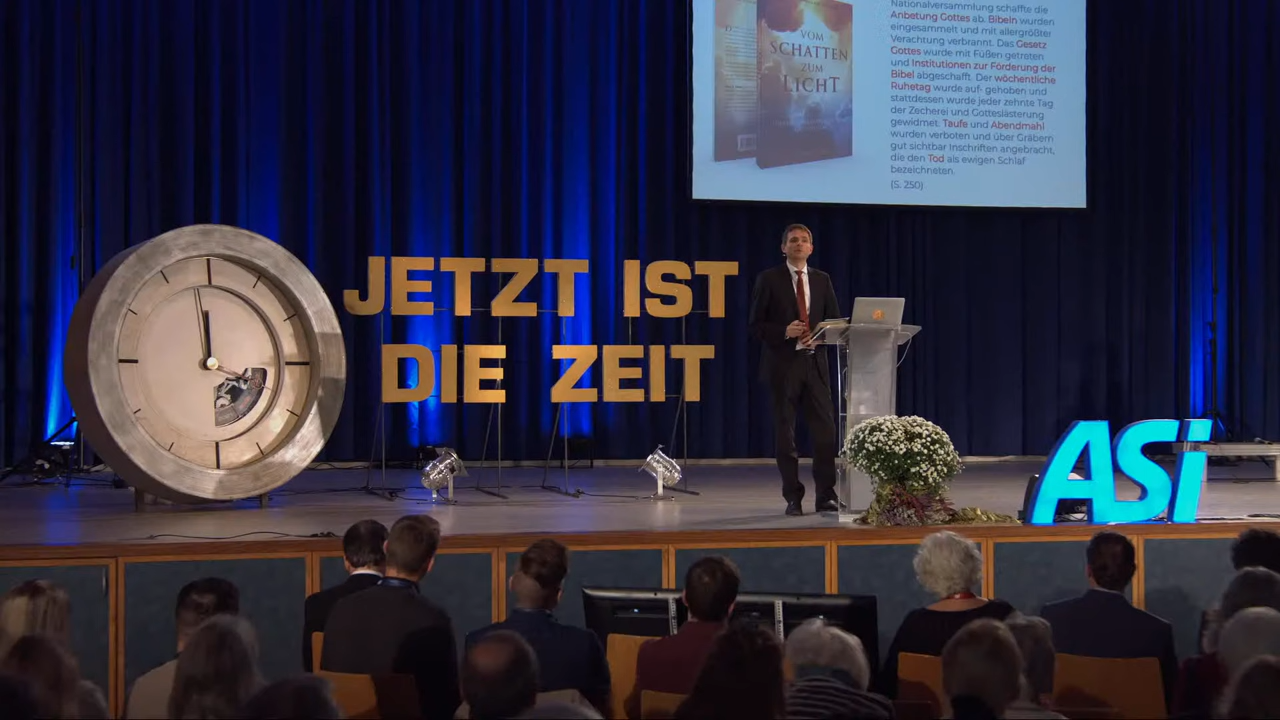 Nationalversammlung schaffte die
Anbetung Gottes ab. Bibeln wurden
eingesammelt und mit allergrößter
Verachtung verbrannt. Das Gesetz
Gottes wurde mit Füßen getreten
und Institutionen zur Förderung der
Bibel abgeschafft. Der wöchentliche
Ruhetag wurde auf- gehoben und
stattdessen wurde jeder zehnte Tag
der Zecherei und Gotteslästerung
gewidmet. Taufe und Abendmahl
wurden verboten und über Gräbern
gut sichtbar Inschriften angebracht,
die den Tod als ewigen Schlaf
bezeichneten.
(S. 250)
VOM
SCHATTEN
ZUM
LICHT
JETZT IST
DIE ZEIT
ASi